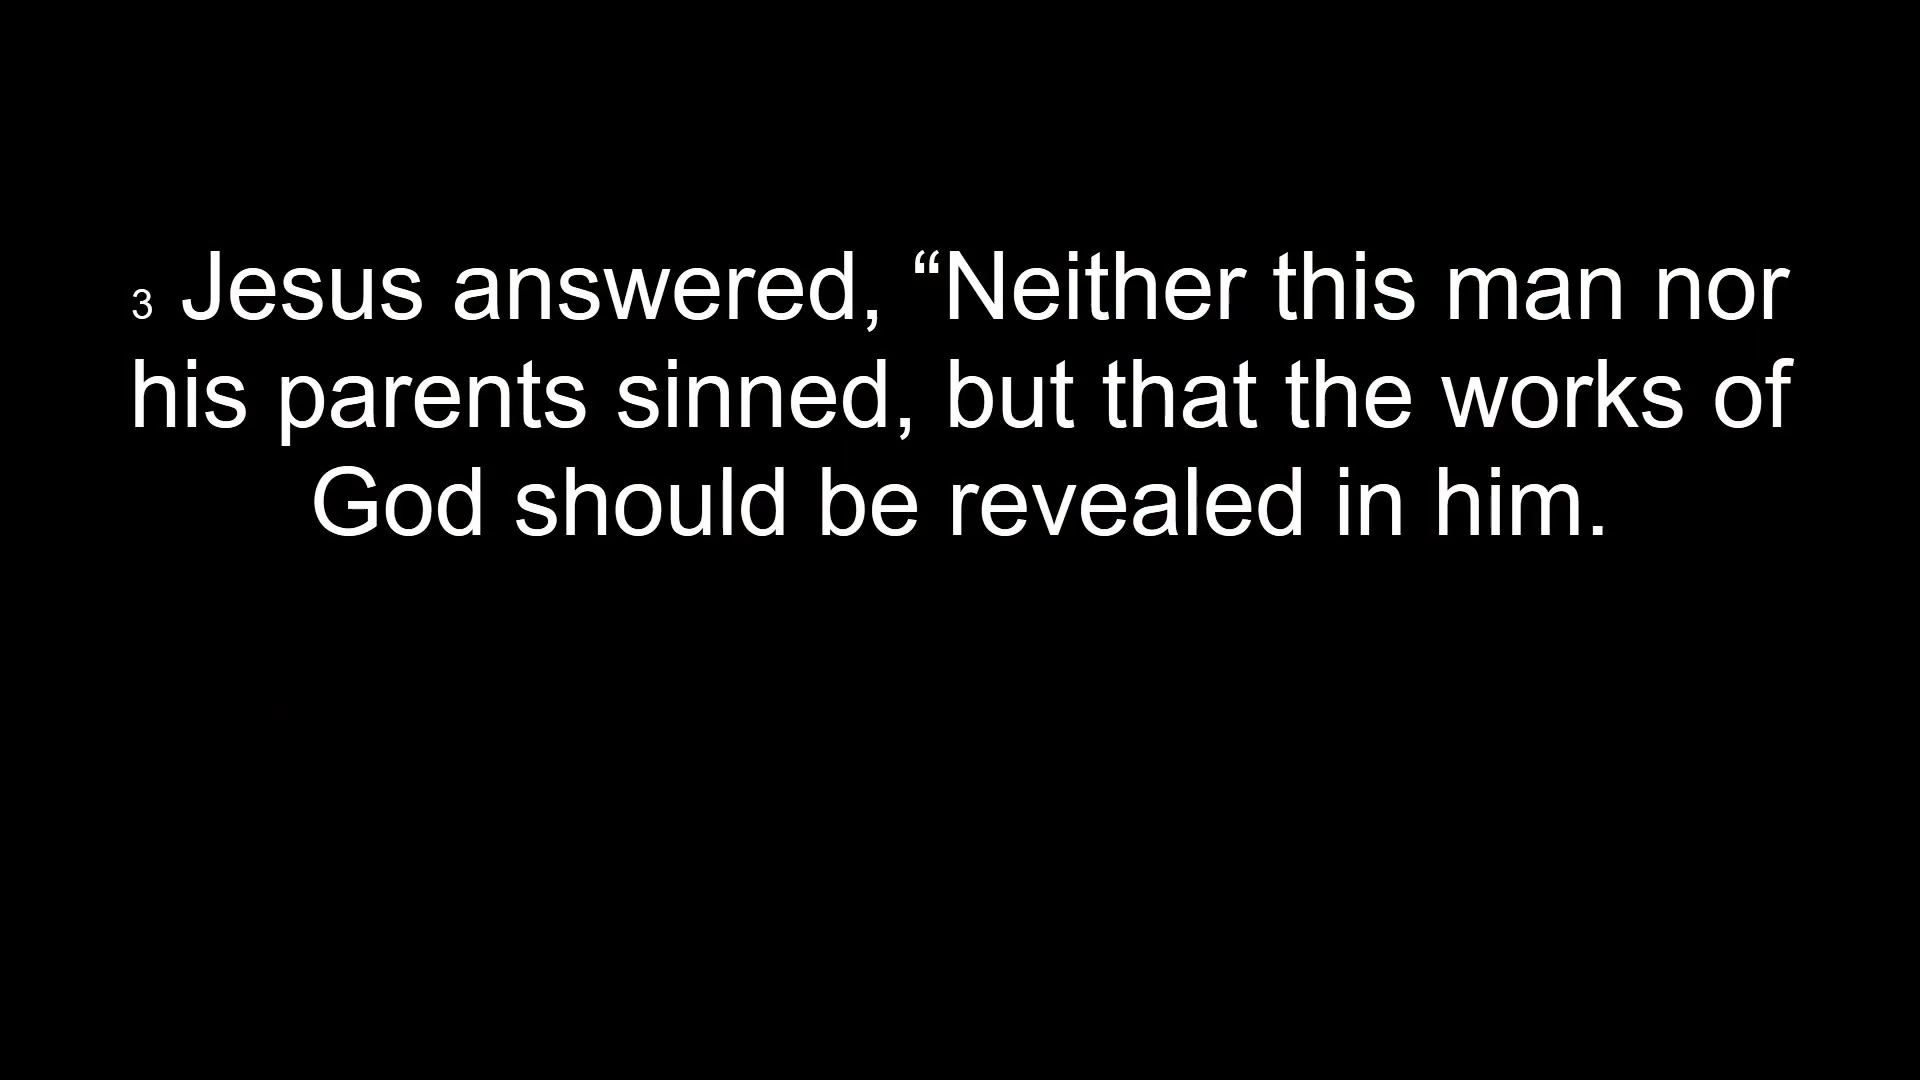 3 Jesus answered, “Neither this man nor
his parents sinned, but that the works of
God should be revealed in him.